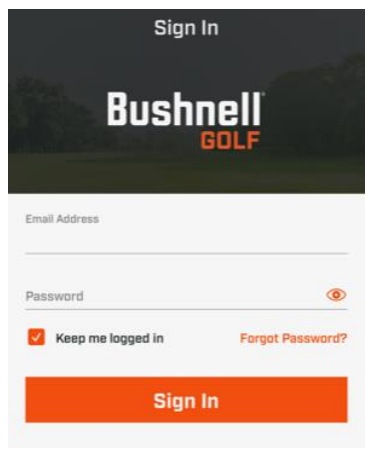 Sign In
Bushnell
GOLF
Email Address
Password
Keep me logged in Forgot Password?
Sign In